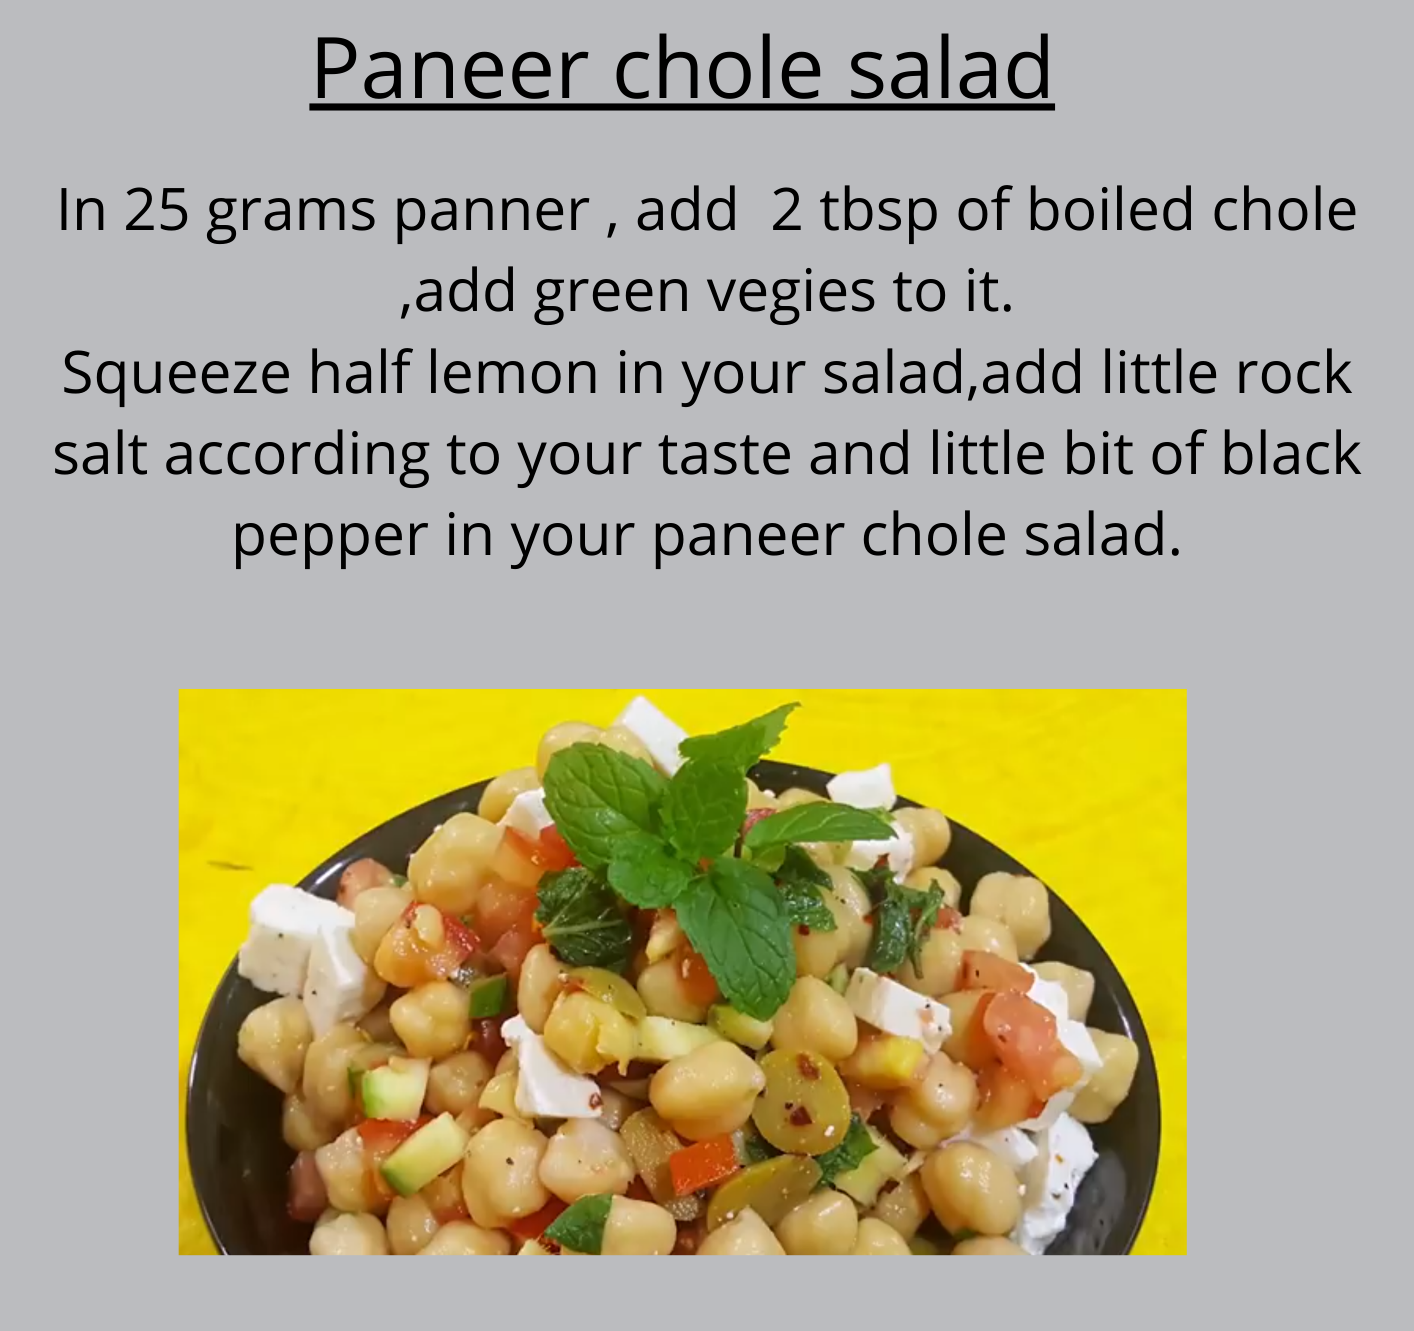 Paneer chole salad
In 25 grams panner , add  2 tbsp of boiled chole
,add green vegies to it.
Squeeze half lemon in your salad,add little rock
salt according to your taste and little bit of black
pepper in your paneer chole salad.